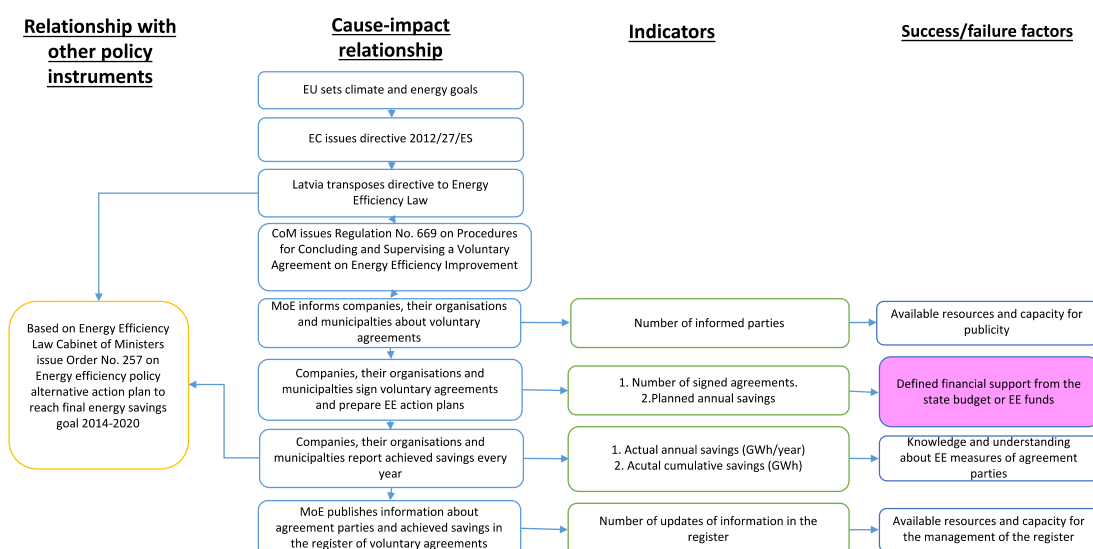 Relationship with
other policy
instruments
Cause-impact
relationship
Indicators
Success/failure factors
EU sets climate and energy goals
EC issues directive 2012/27/ES
Latvia transposes directive to Energy
Efficiency Law
CoM issues Regulation No. 669 on Procedures
for Concluding and Supervising a Voluntary
Agreement on Energy Efficiency Improvement
Based on Energy Efficiency
Law Cabinet of Ministers
issue Order No. 257 on
Energy efficiency policy
alternative action plan to
reach final energy savings
goal 2014-2020
MoE informs companies, their organisations
and municipalties about voluntary
agreements
Number of informed parties
Available resources and capacity for
publicity
Companies, their organisations and
municipalties sign voluntary agreements
and prepare EE action plans
1. Number of signed agreements.
2.Planned annual savings
Defined financial support from the
state budget or EE funds
Companies, their organisations and
municipalties report achieved savings every
year
1. Actual annual savings (GWh/year)
2. Acutal cumulative savings (GWh)
Knowledge and understanding
about EE measures of agreement
parties
MoE publishes information about
agreement parties and achieved savings in
the register of voluntary agreements
Number of updates of information in the
register
Available resources and capacity for
the management of the register